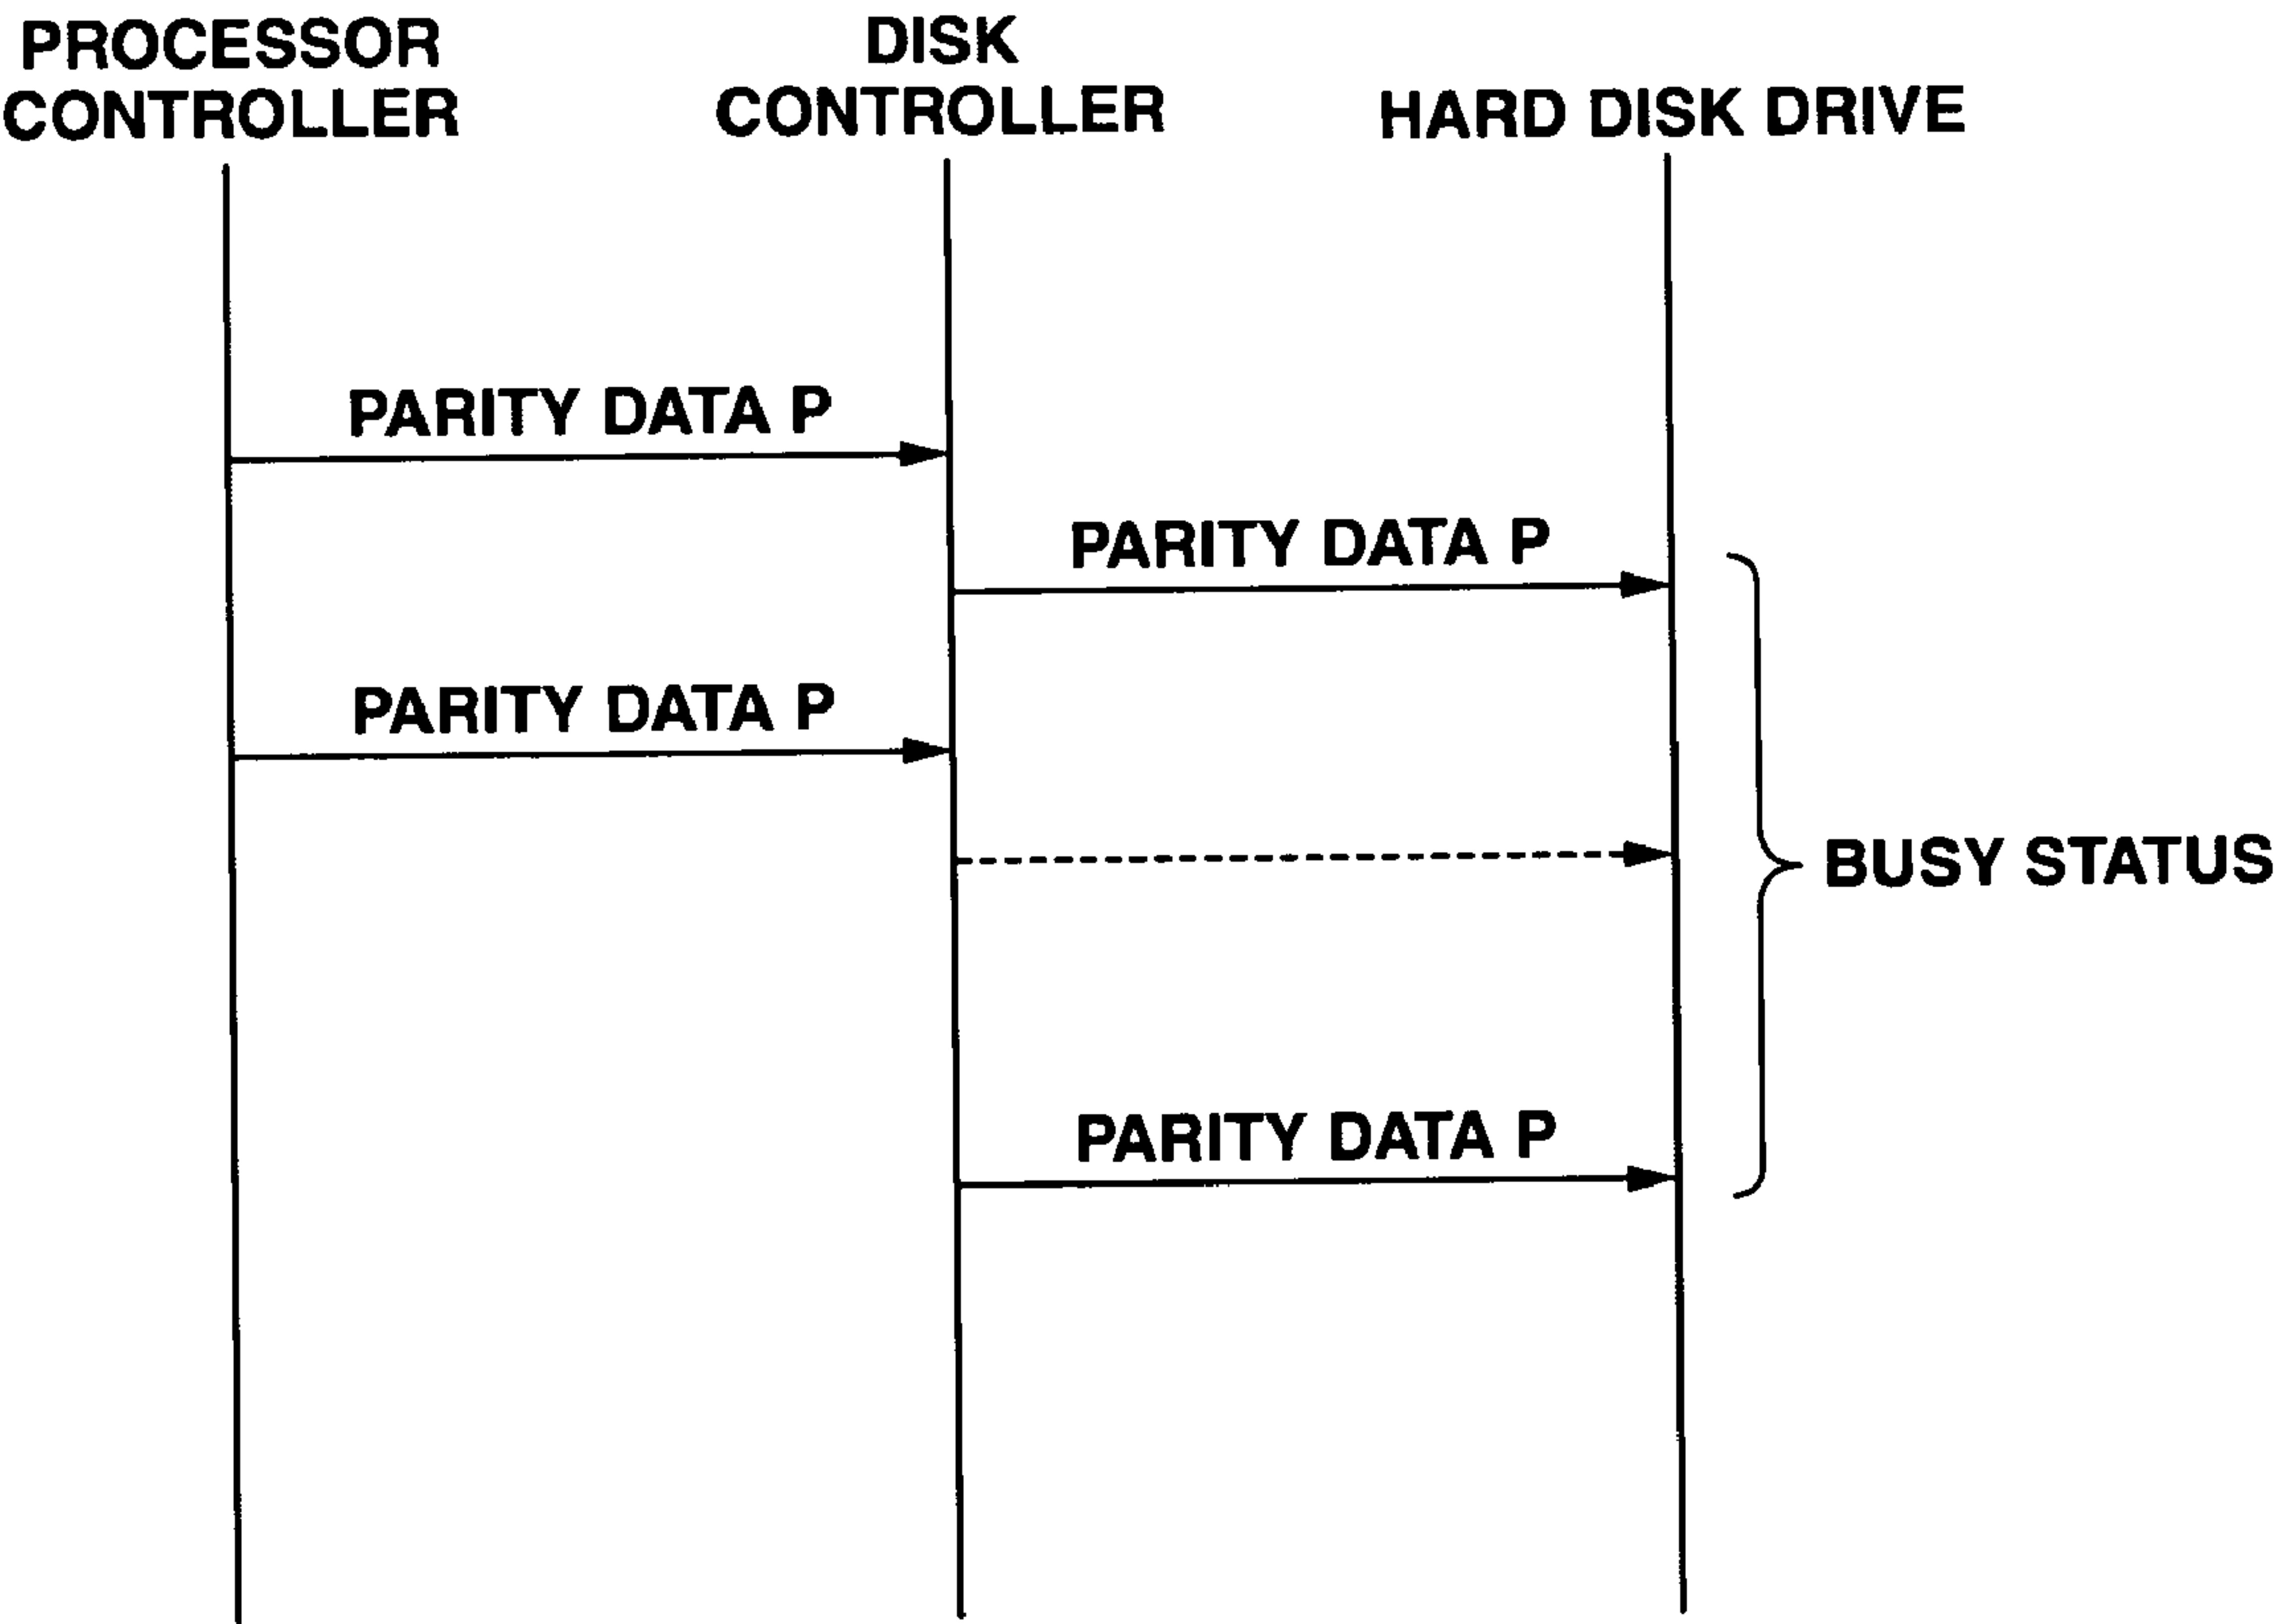 PROCESSOR
CONTROLLER
DISK
CONTROLLER
HARD DISK DRIVE
PARITY DATA P
PARITY DATA P
PARITY DATA P
BUSY STATUS
PARITY DATA P